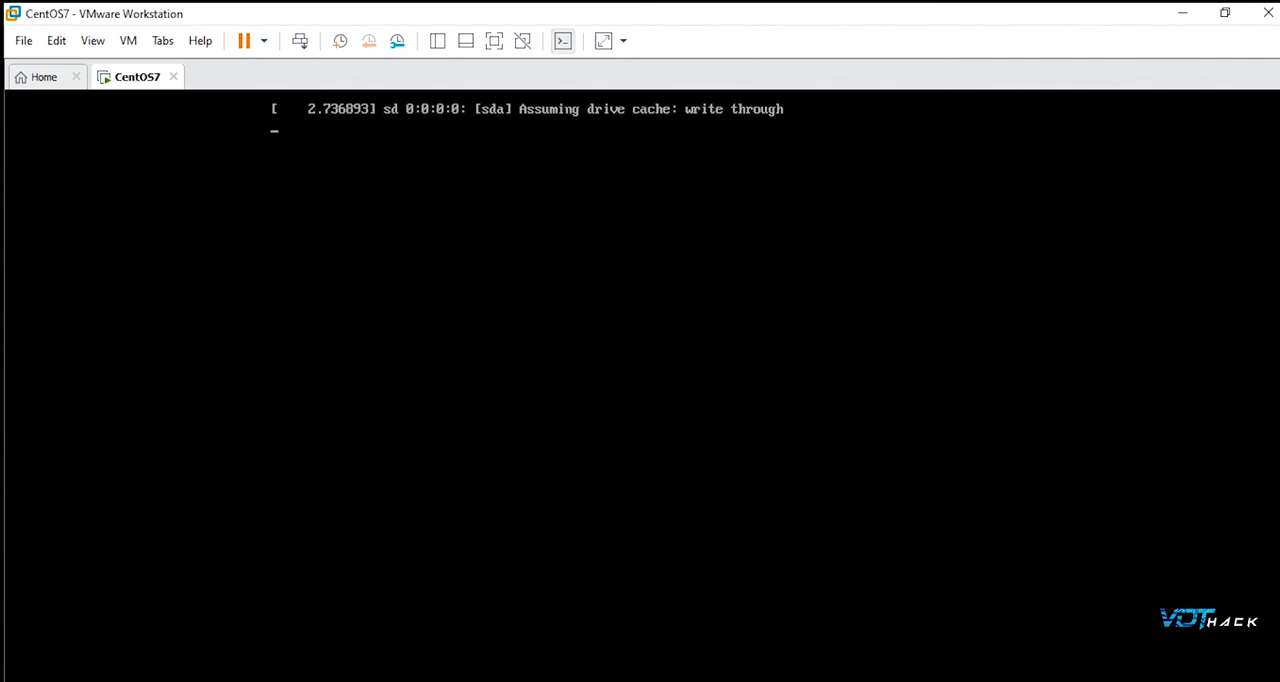 CentOS7 - VMware Workstation
File Edit View VM Tabs Help
Home CentOS7
[    2.736893] sd 0:0:0:0: [sda] Assuming drive cache: write through
VDTHACK